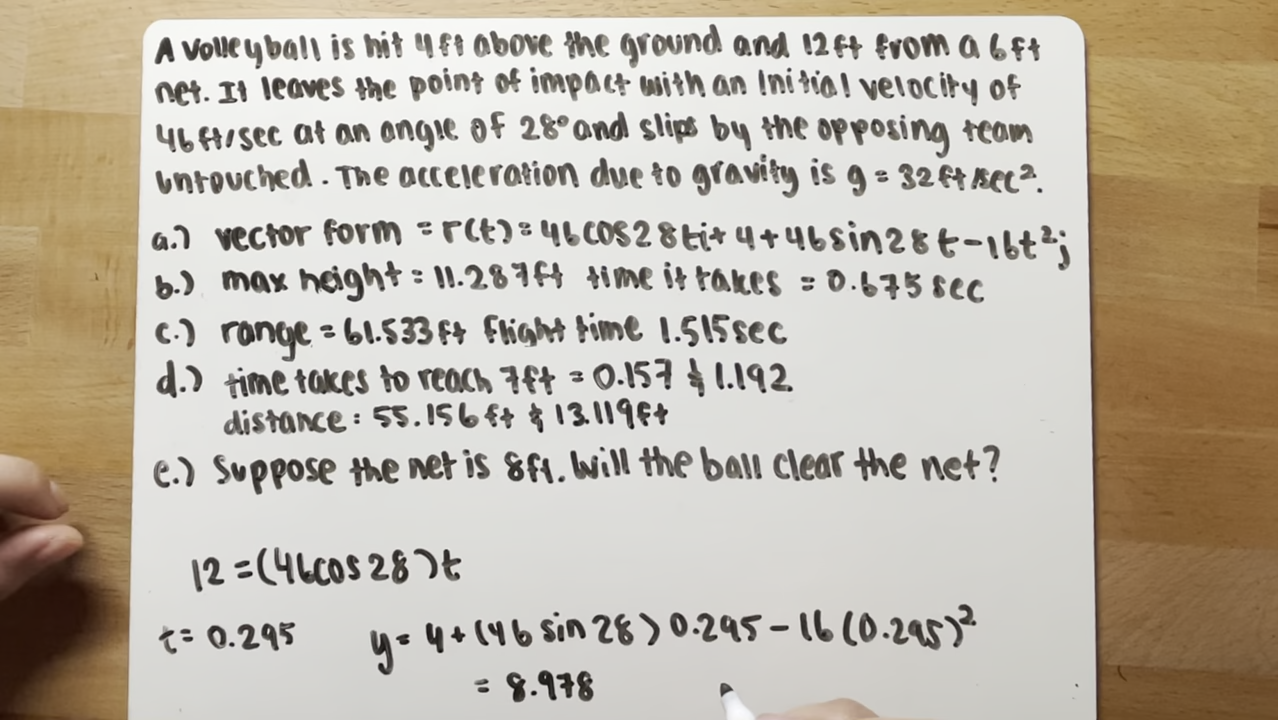 A volleyball is hit 4ft above the ground and 12ft from a 6ft
net. It leaves the point of impact with an Initial velocity of
46ft/sec at an angle of 28° and slips by the opposing team
untouched. The acceleration due to gravity is g = 32ft/sec².
a.) vector form = r(t) = 46cos28ti + 4 + 46sin28t - 16t²j
b.) max height = 11.287ft time it takes = 0.675 sec
c.) range = 61.533ft flight time 1.515sec
d.) time takes to reach 7ft = 0.157 & 1.192
distance: 55.156ft & 13.119ft
e.) Suppose the net is 8ft. Will the ball clear the net?
12 = (46cos28)t
t = 0.295 y = 4 + (46 sin 28) 0.295 - 16 (0.295)²
= 8.978